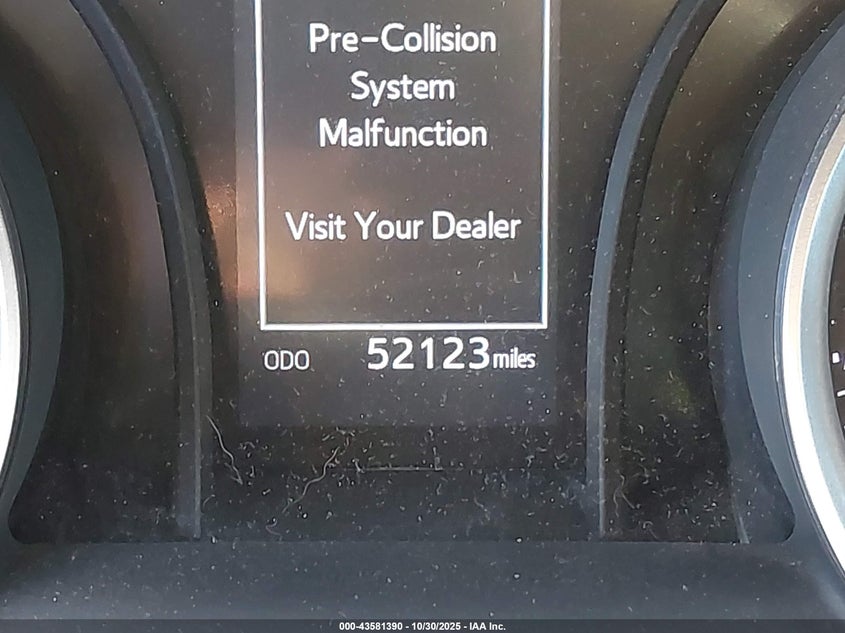 Pre-Collision
System
Malfunction
Visit Your Dealer
ODO 52123 miles
000-43581390 - 10/30/2025 - IAA Inc.